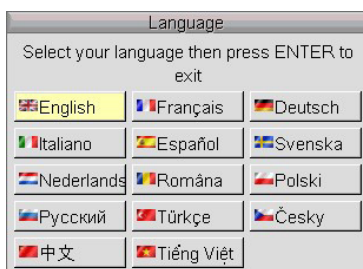 Language
Select your language then press ENTER to
exit
English Français Deutsch
Italiano Español Svenska
Nederlands Româna Polski
Русский Türkçe Česky
中文 Tiếng Việt